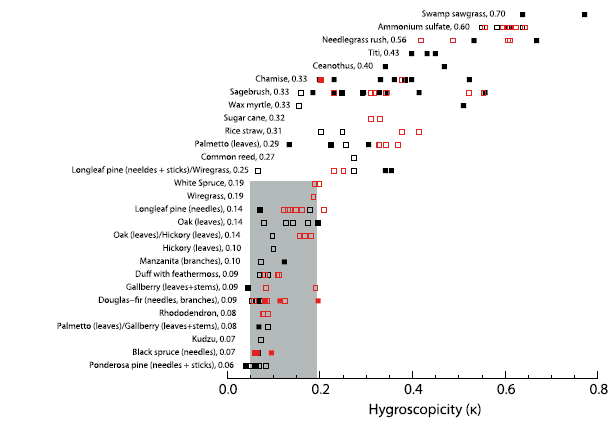 Swamp sawgrass, 0.70
Ammonium sulfate, 0.60
Needlegrass rush, 0.56
Titi, 0.43
Ceanothus, 0.40
Chamise, 0.33
Sagebrush, 0.33
Wax myrtle, 0.33
Sugar cane, 0.32
Rice straw, 0.31
Palmetto (leaves), 0.29
Common reed, 0.27
Longleaf pine (neeldes + sticks)/Wiregrass, 0.25
White Spruce, 0.19
Wiregrass, 0.19
Longleaf pine (needles), 0.14
Oak (leaves), 0.14
Oak (leaves)/Hickory (leaves), 0.14
Hickory (leaves), 0.10
Manzanita (branches), 0.10
Duff with feathermoss, 0.09
Gallberry (leaves+stems), 0.09
Douglas−fir (needles, branches), 0.09
Rhododendron, 0.08
Palmetto (leaves)/Gallberry (leaves+stems), 0.08
Kudzu, 0.07
Black spruce (needles), 0.07
Ponderosa pine (needles + sticks), 0.06
0.0 0.2 0.4 0.6 0.8
Hygroscopicity (κ)